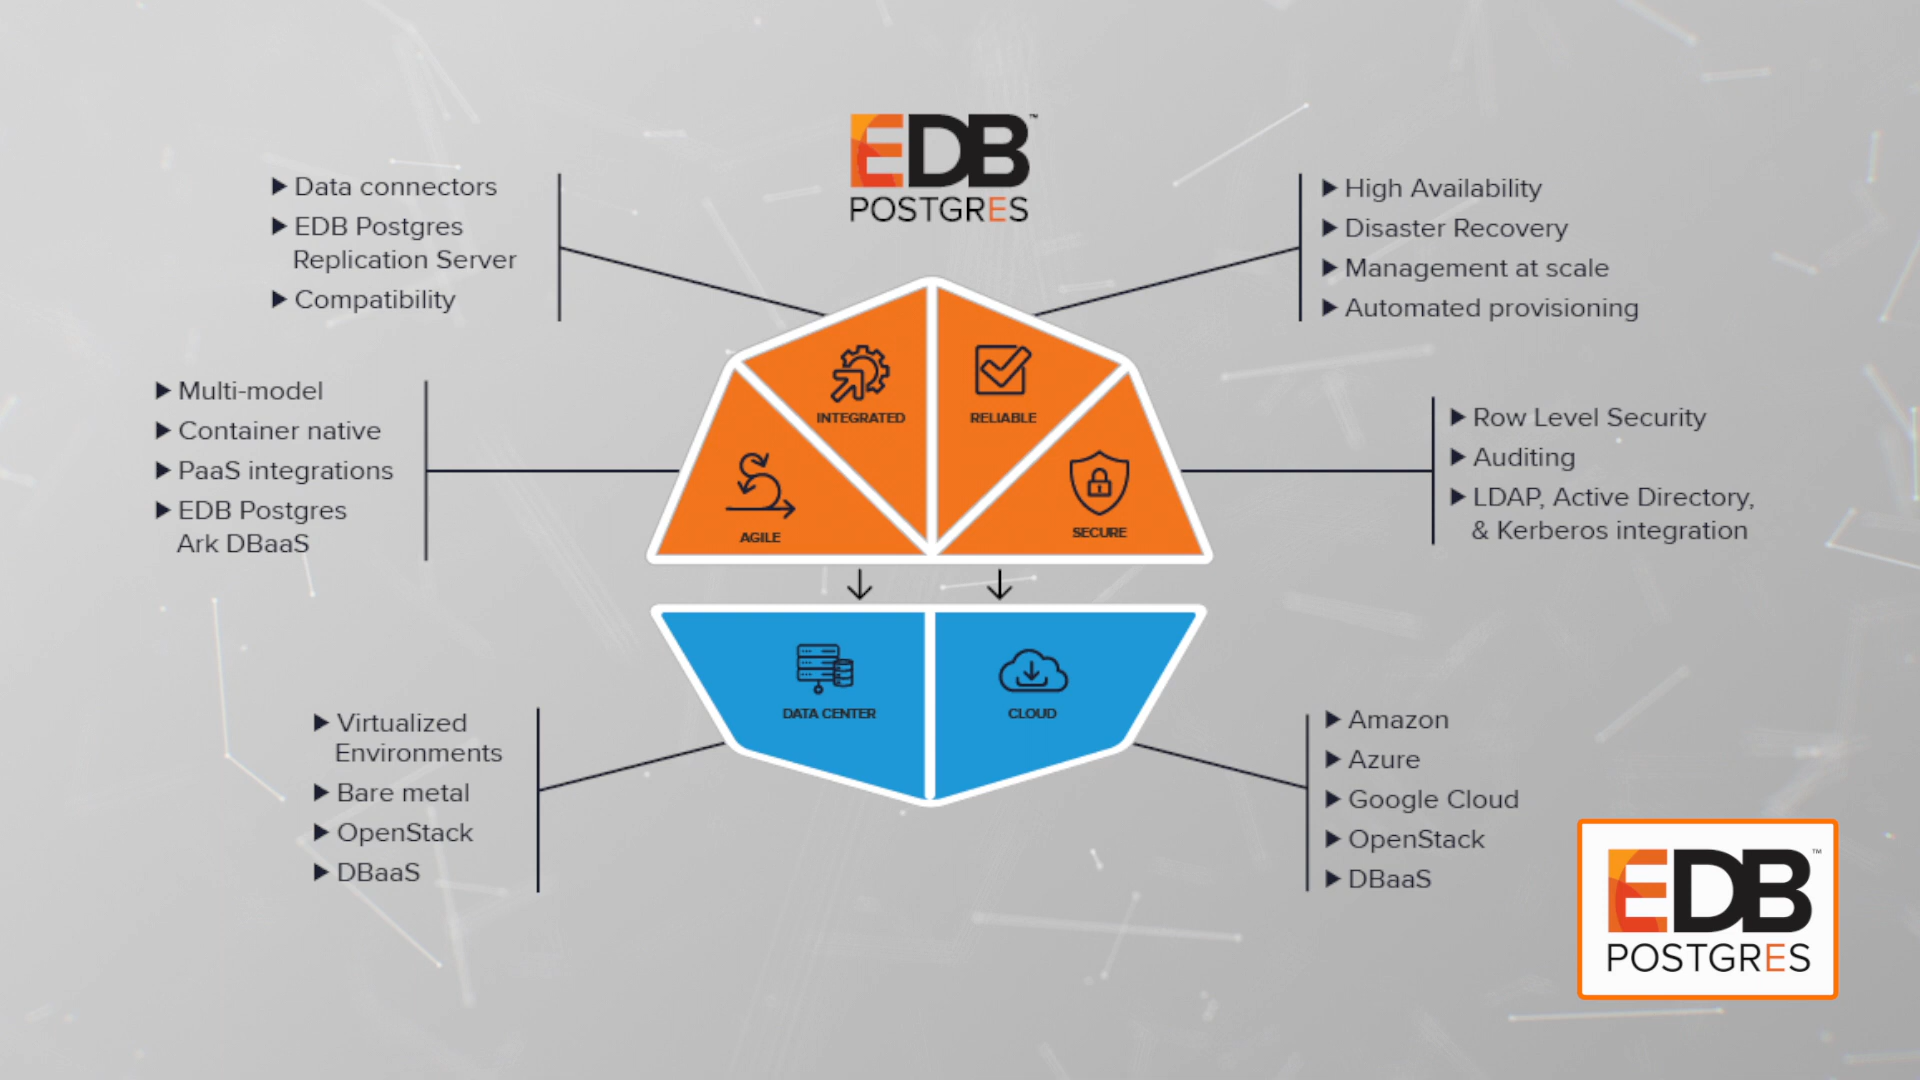 EDB™
POSTGRES
Data connectors
EDB Postgres
Replication Server
Compatibility
High Availability
Disaster Recovery
Management at scale
Automated provisioning
Multi-model
Container native
PaaS integrations
EDB Postgres
Ark DBaaS
INTEGRATED
RELIABLE
AGILE
SECURE
Row Level Security
Auditing
LDAP, Active Directory,
& Kerberos integration
DATA CENTER
CLOUD
Virtualized
Environments
Bare metal
OpenStack
DBaaS
Amazon
Azure
Google Cloud
OpenStack
DBaaS
EDB™
POSTGRES